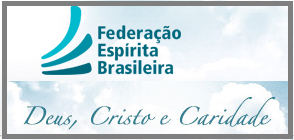 Federação
Espírita
Brasileira
Deus, Cristo e Caridade